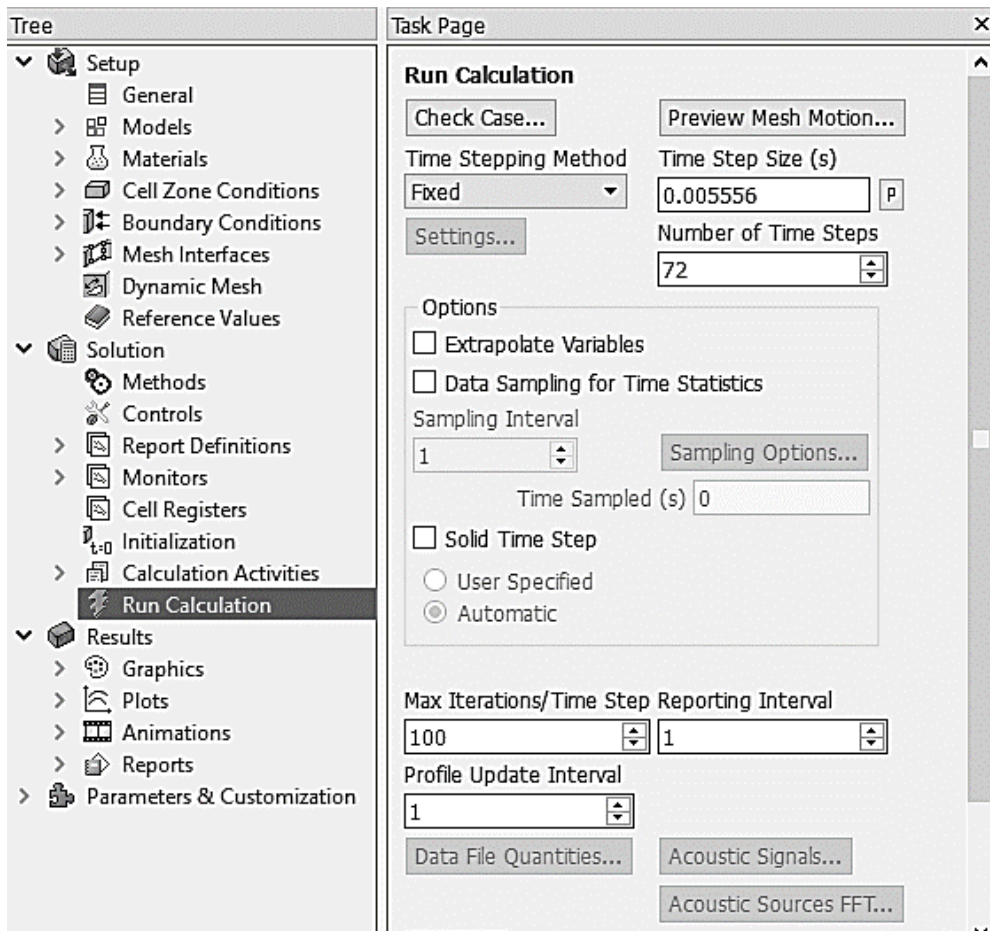 Tree
Setup
General
Models
Materials
Cell Zone Conditions
Boundary Conditions
Mesh Interfaces
Dynamic Mesh
Reference Values
Solution
Methods
Controls
Report Definitions
Monitors
Cell Registers
t=0 Initialization
Calculation Activities
Run Calculation
Results
Graphics
Plots
Animations
Reports
Parameters & Customization
Task Page
Run Calculation
Check Case... Preview Mesh Motion...
Time Stepping Method Time Step Size (s)
Fixed 0.005556 P
Settings... Number of Time Steps
72
Options
Extrapolate Variables
Data Sampling for Time Statistics
Sampling Interval
1 Sampling Options...
Time Sampled (s) 0
Solid Time Step
User Specified
Automatic
Max Iterations/Time Step Reporting Interval
100 1
Profile Update Interval
1
Data File Quantities... Acoustic Signals...
Acoustic Sources FFT...